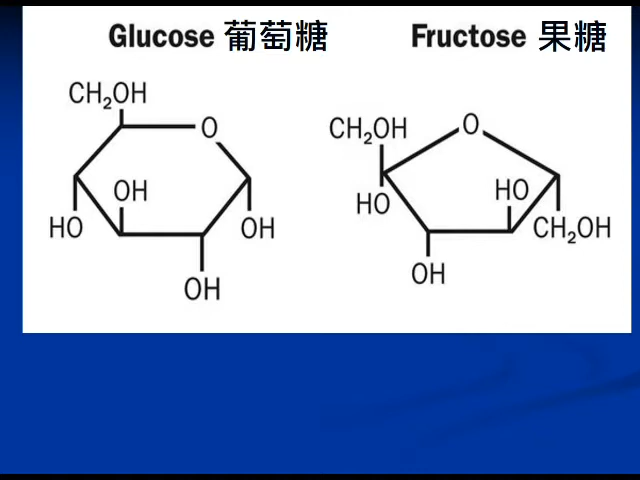 Glucose 葡萄糖
Fructose 果糖
CH₂OH
O
OH
HO
OH
OH
CH₂OH
O
HO
HO
CH₂OH
OH